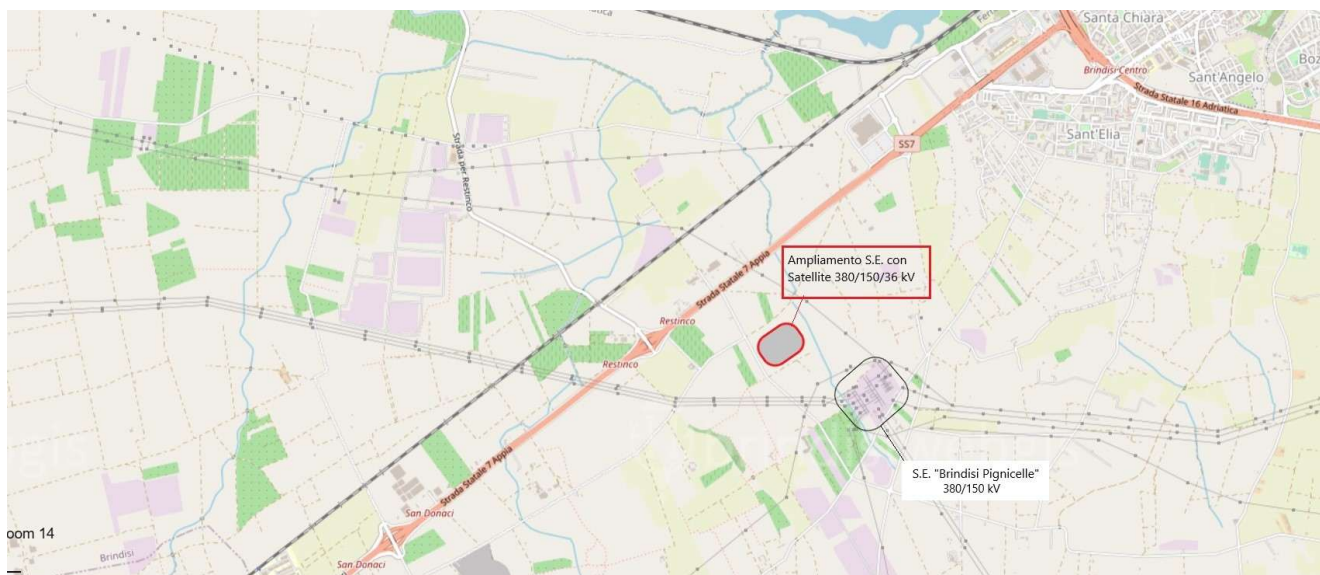 Santa Chiara
Brindisi Centro
Sant'Angelo
Boz
Strada Statale 16 Adriatica
Sant'Elia
SS7
Strada per Restinco
Ampliamento S.E. con
Satellite 380/150/36 kV
Strada Statale 7 Appia
Restinco
Restinco
S.E. "Brindisi Pignicelle"
380/150 kV
Strada Statale 7 Appia
San Donaci
oom 14
Brindisi
San Donaci